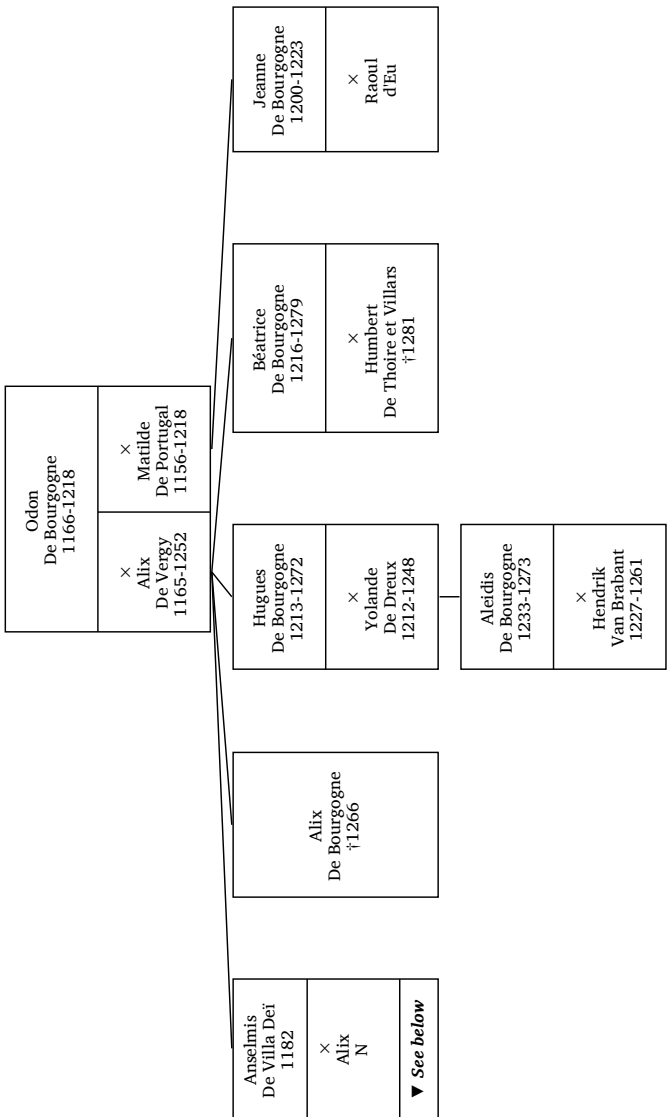 Odon
De Bourgogne
1166-1218
×
Alix
De Vergy
1165-1252
×
Matilde
De Portugal
1156-1218
Anselmis
De Villa Deï
1182
×
Alix
N
▼ See below
Alix
De Bourgogne
†1266
Hugues
De Bourgogne
1213-1272
×
Yolande
De Dreux
1212-1248
Béatrice
De Bourgogne
1216-1279
×
Humbert
De Thoire et Villars
†1281
Jeanne
De Bourgogne
1200-1223
×
Raoul
d'Eu
Aleidis
De Bourgogne
1233-1273
×
Hendrik
Van Brabant
1227-1261